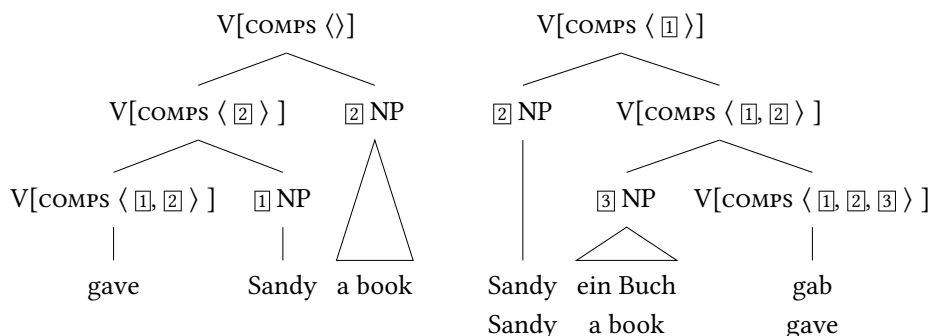 V[COMPS ⟨⟩] V[COMPS ⟨ 1 ⟩]
V[COMPS ⟨ 2 ⟩ ] 2 NP 2 NP V[COMPS ⟨ 1, 2 ⟩ ]
V[COMPS ⟨ 1, 2 ⟩ ] 1 NP 3 NP V[COMPS ⟨ 1, 2, 3 ⟩ ]
gave Sandy a book Sandy ein Buch gab
Sandy a book gave